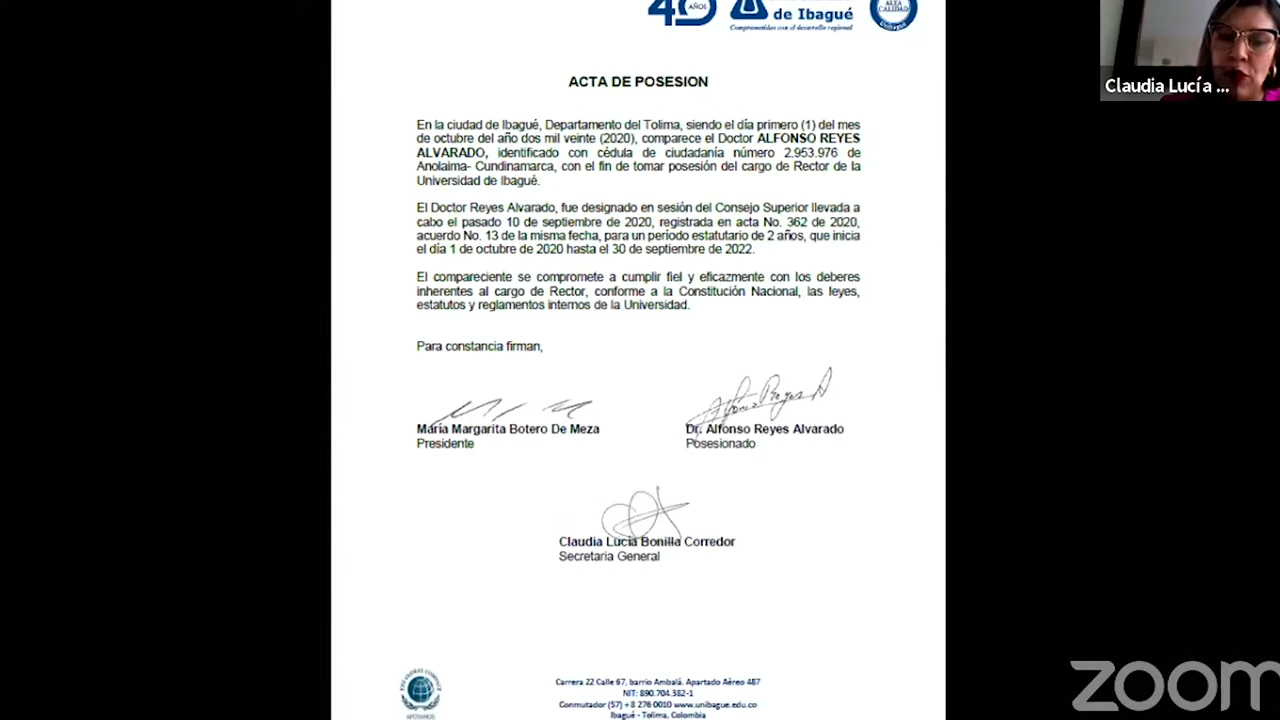 40 AÑOS
de Ibagué
Comprometidos con el desarrollo regional
ALTA
CALIDAD
Claudia Lucía ...
ACTA DE POSESION
En la ciudad de Ibagué, Departamento del Tolima, siendo el día primero (1) del mes
de octubre del año dos mil veinte (2020), comparece el Doctor ALFONSO REYES
ALVARADO, identificado con cédula de ciudadanía número 2.953.976 de
Anolaima- Cundinamarca, con el fin de tomar posesión del cargo de Rector de la
Universidad de Ibagué.
El Doctor Reyes Alvarado, fue designado en sesión del Consejo Superior llevada a
cabo el pasado 10 de septiembre de 2020, registrada en acta No. 362 de 2020,
acuerdo No. 13 de la misma fecha, para un período estatutario de 2 años, que inicia
el día 1 de octubre de 2020 hasta el 30 de septiembre de 2022.
El compareciente se compromete a cumplir fiel y eficazmente con los deberes
inherentes al cargo de Rector, conforme a la Constitución Nacional, las leyes,
estatutos y reglamentos internos de la Universidad.
Para constancia firman,
Alfonso Reyes A
María Margarita Botero De Meza
Presidente
Dr. Alfonso Reyes Alvarado
Posesionado
Claudia Lucía Bonilla Corredor
Secretaria General
Carrera 22 Calle 67, barrio Ambalá. Apartado Aéreo 487
NIT: 890.704.382-1
Conmutador (57) +8 276 0010 www.unibague.edu.co
Ibagué - Tolima, Colombia
zoom